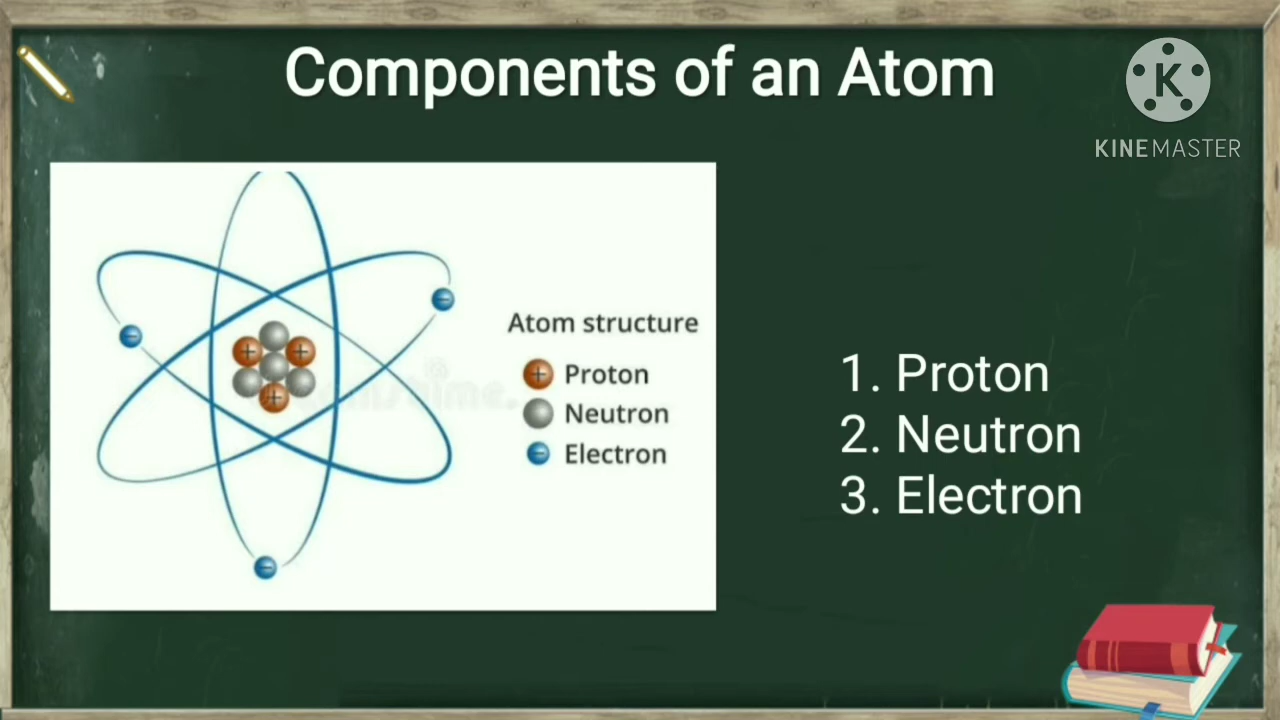 Components of an Atom
K
KINEMASTER
Atom structure
+ Proton
Neutron
− Electron
1. Proton
2. Neutron
3. Electron